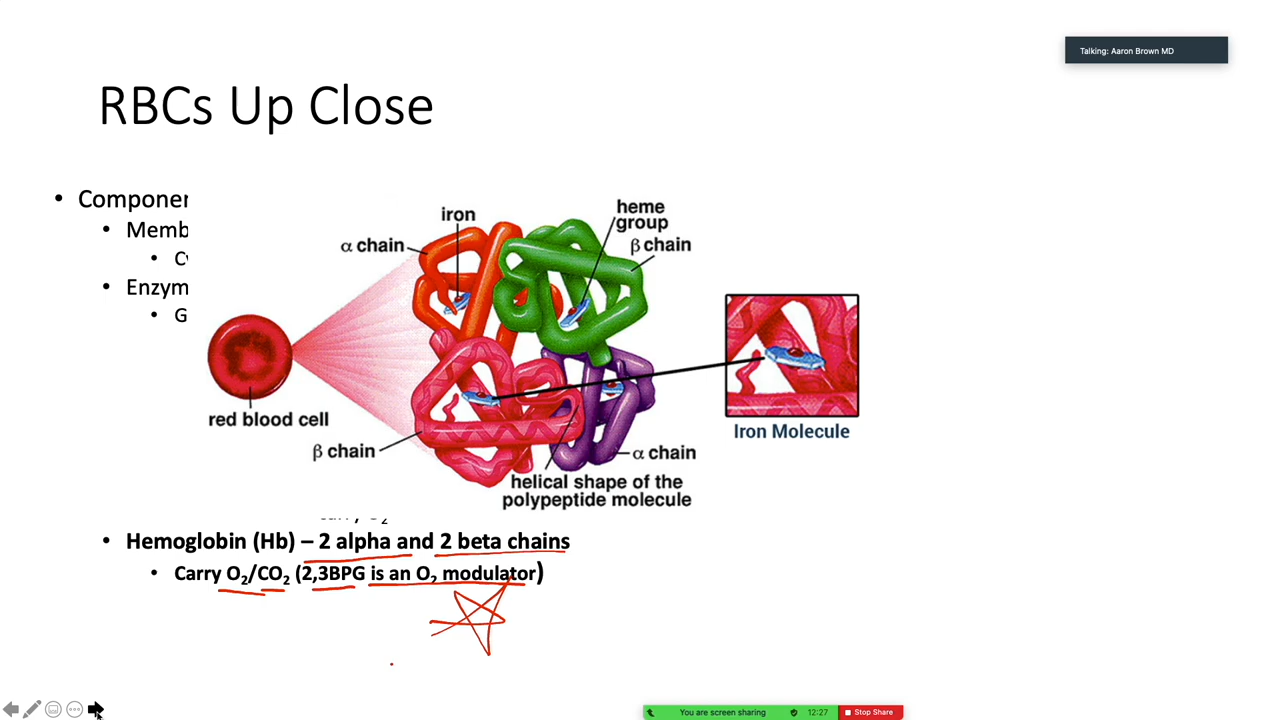 Talking: Aaron Brown MD
RBCs Up Close
• Componen
• Memb
• Enzym
• G
iron
heme
group
α chain
β chain
red blood cell
β chain
α chain
helical shape of the
polypeptide molecule
Iron Molecule
• Hemoglobin (Hb) – 2 alpha and 2 beta chains
• Carry O₂/CO₂ (2,3BPG is an O₂ modulator)
You are screen sharing
12:27
Stop Share